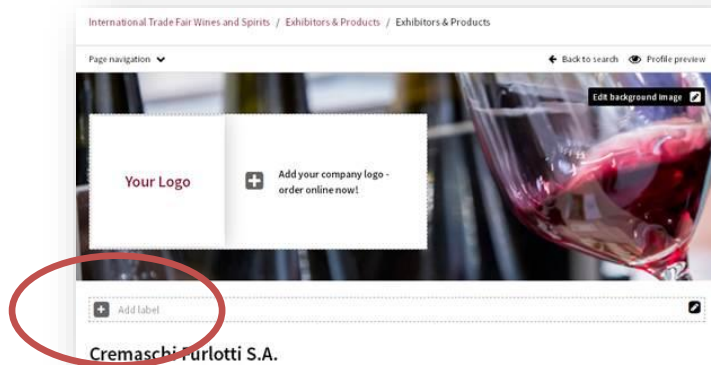 International Trade Fair Wines and Spirits / Exhibitors & Products / Exhibitors & Products
Page navigation
Back to search Profile preview
Edit background image
Your Logo
Add your company logo -
order online now!
Add label
Cremaschi Furlotti S.A.